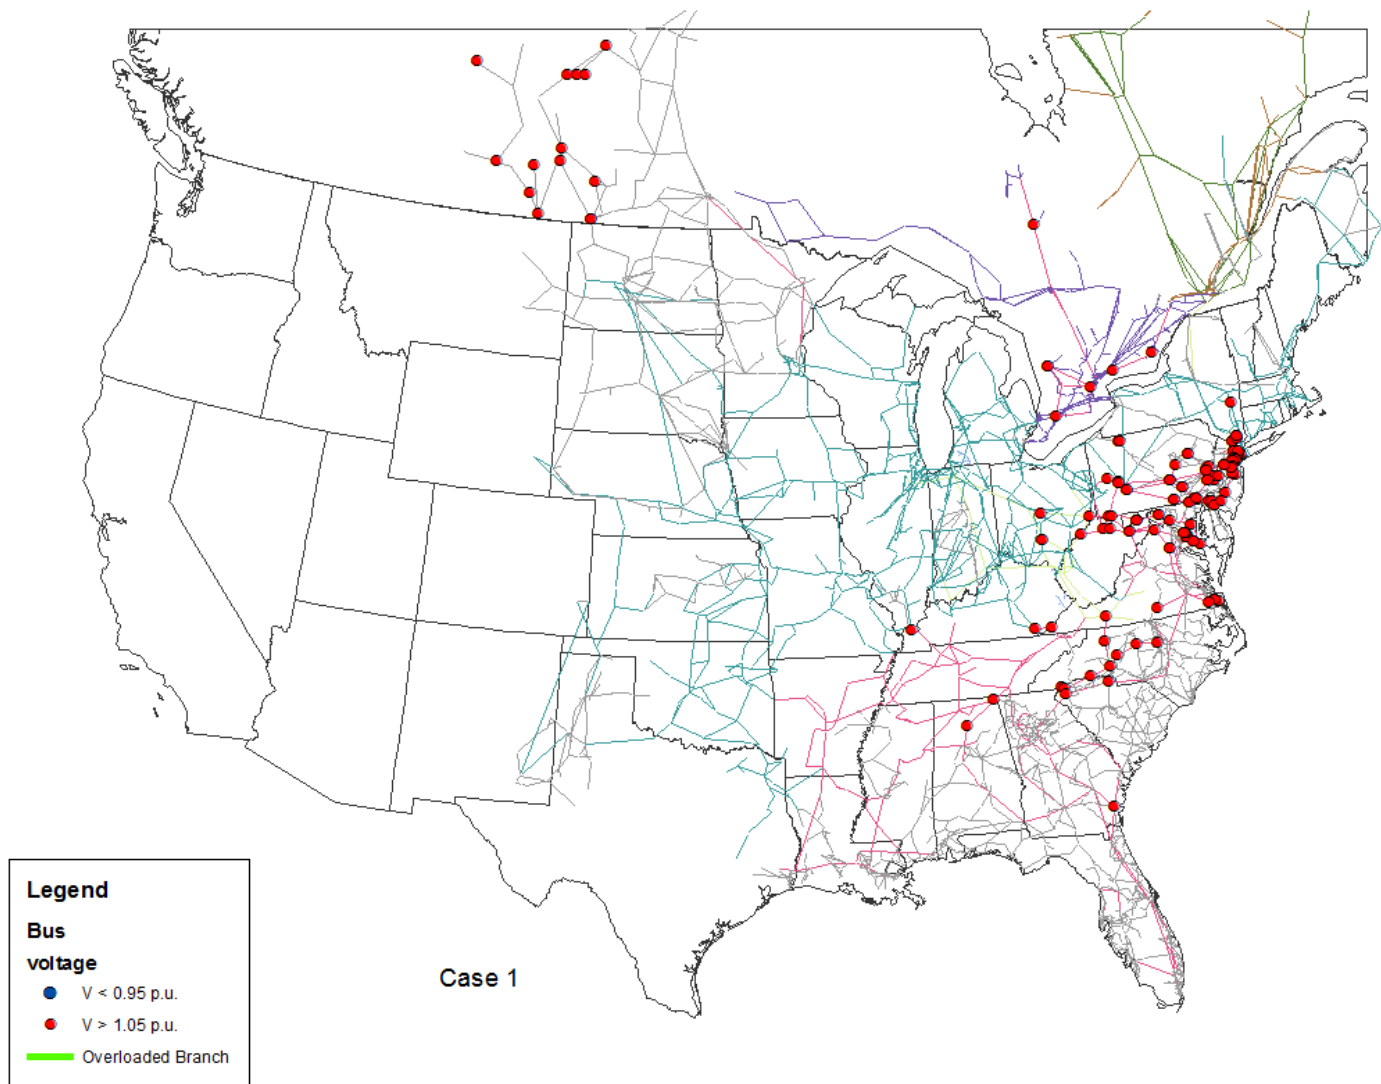 Legend
Bus
voltage
V < 0.95 p.u.
V > 1.05 p.u.
Overloaded Branch
Case 1